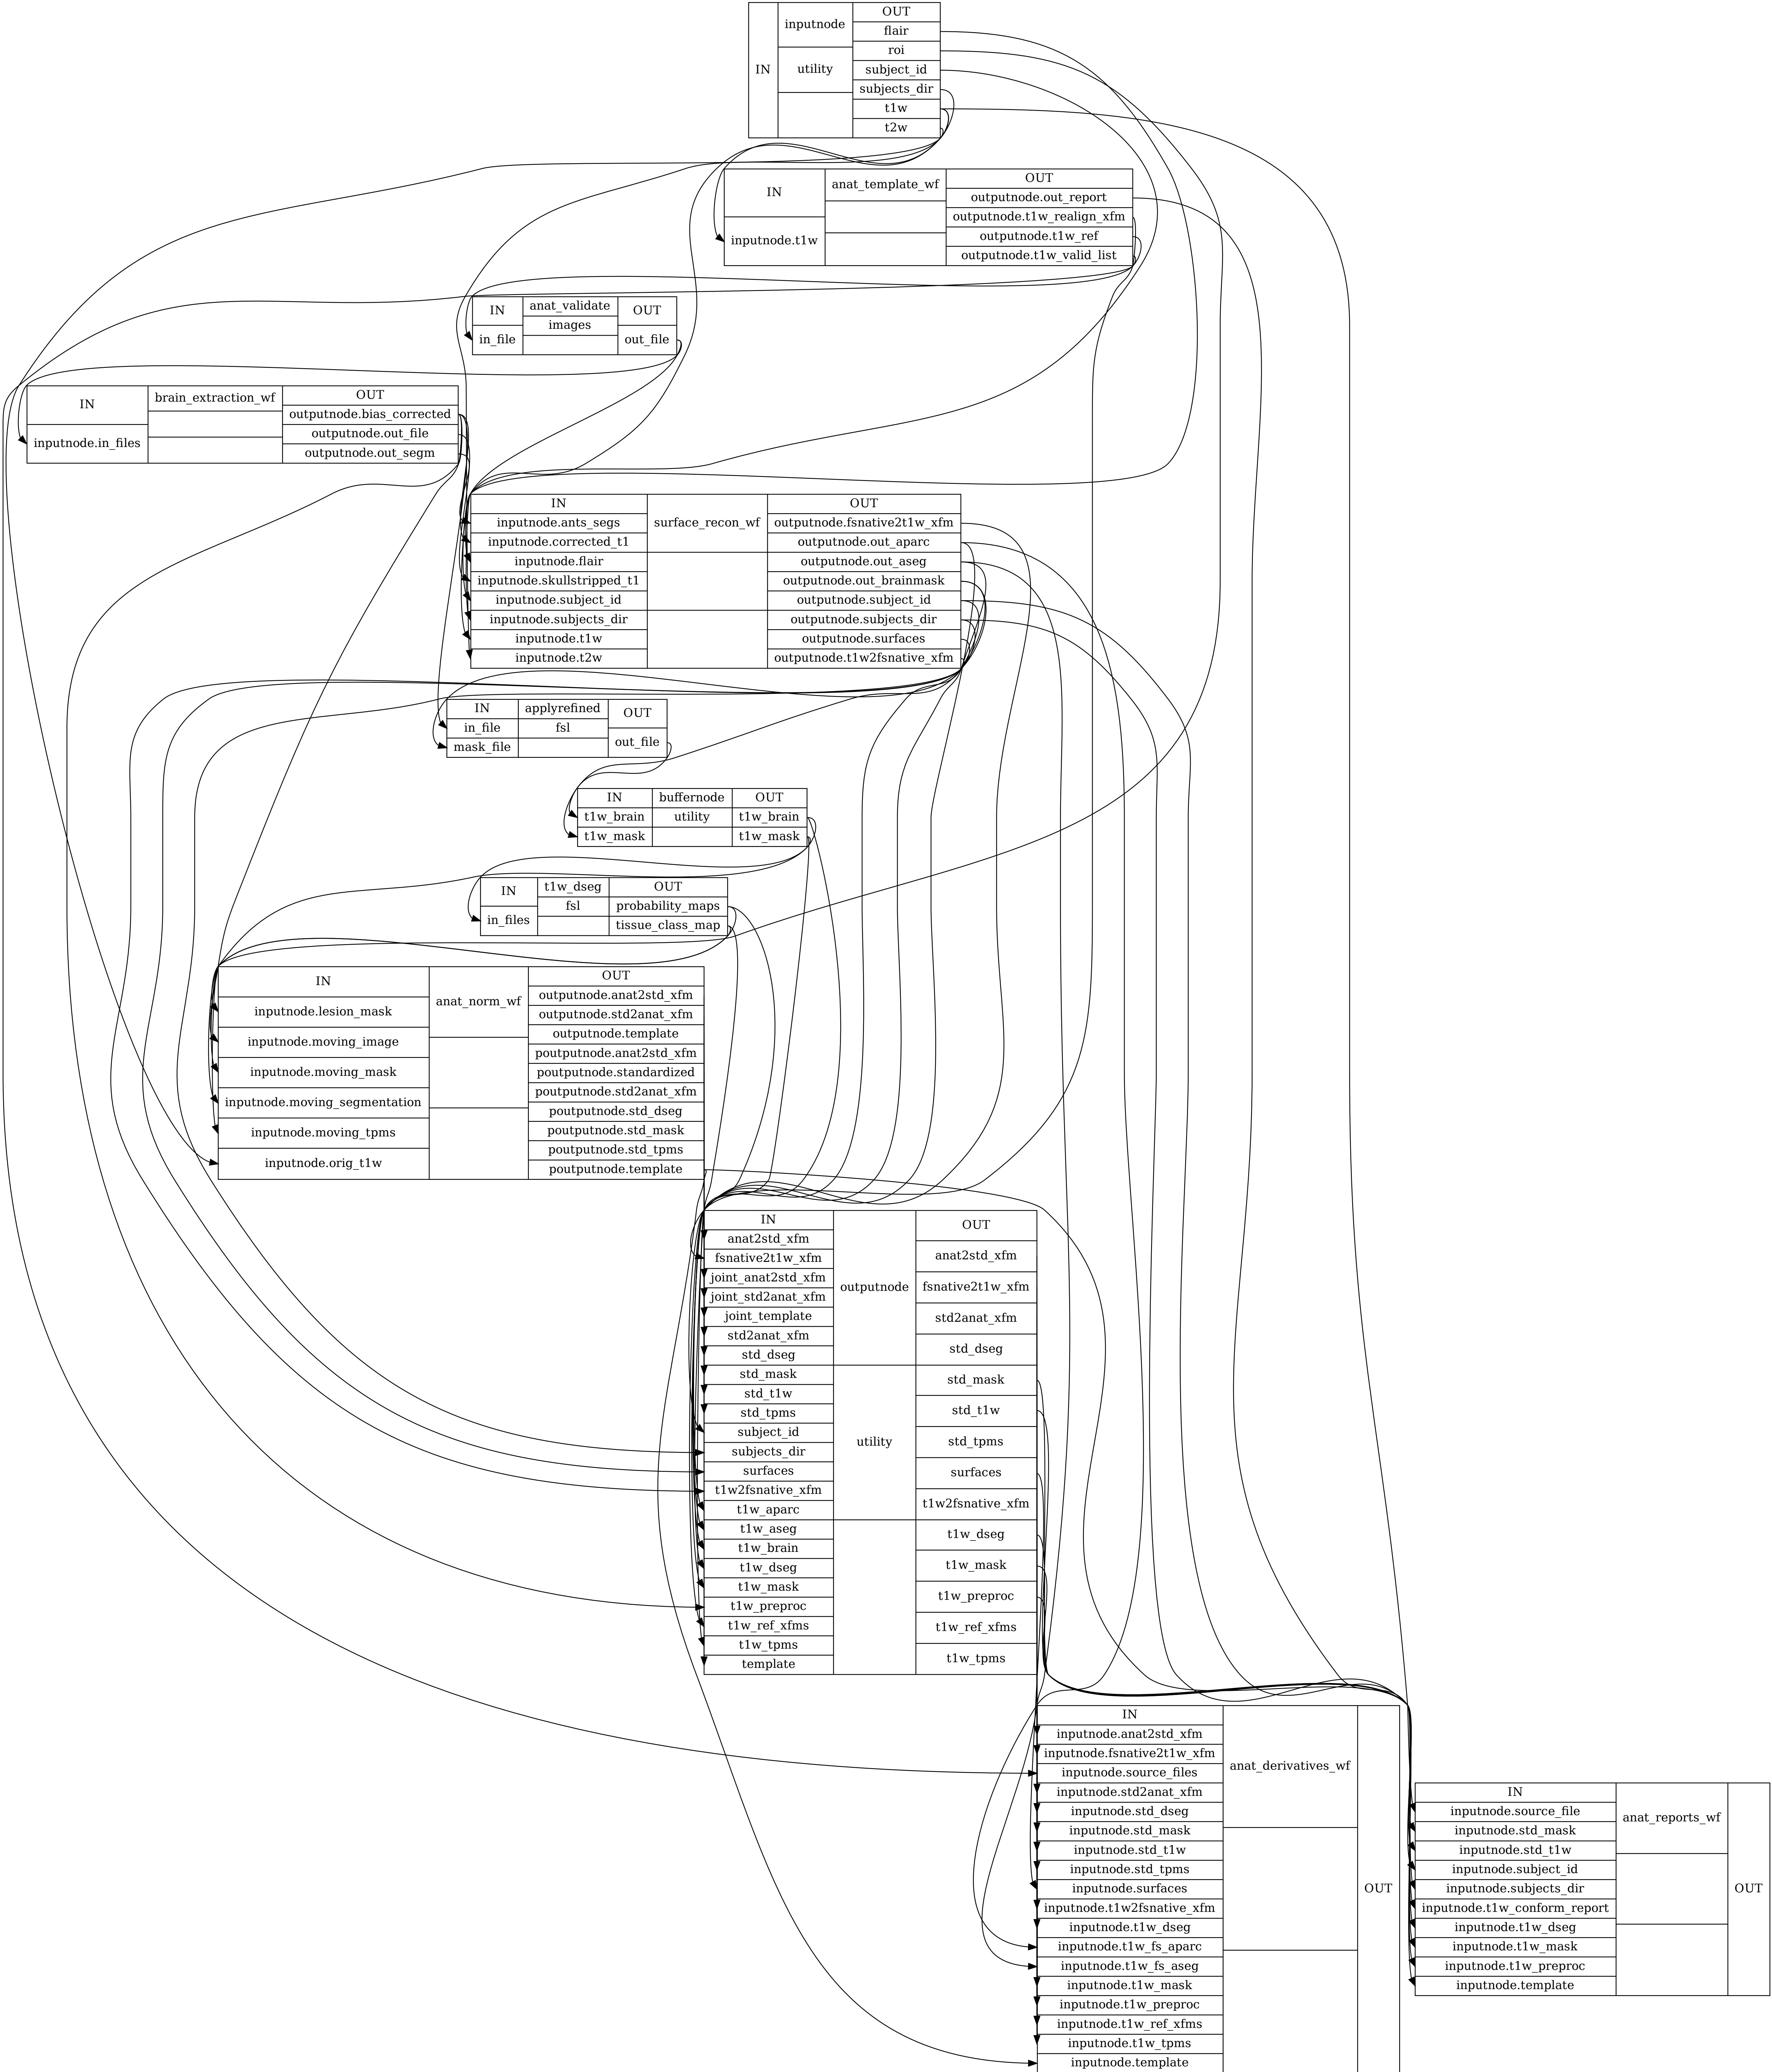 IN
inputnode
utility
OUT
flair
roi
subject_id
subjects_dir
t1w
t2w
IN
inputnode.t1w
anat_template_wf
OUT
outputnode.out_report
outputnode.t1w_realign_xfm
outputnode.t1w_ref
outputnode.t1w_valid_list
IN
in_file
anat_validate
images
OUT
out_file
IN
inputnode.in_files
brain_extraction_wf
OUT
outputnode.bias_corrected
outputnode.out_file
outputnode.out_segm
IN
inputnode.ants_segs
inputnode.corrected_t1
inputnode.flair
inputnode.skullstripped_t1
inputnode.subject_id
inputnode.subjects_dir
inputnode.t1w
inputnode.t2w
surface_recon_wf
OUT
outputnode.fsnative2t1w_xfm
outputnode.out_aparc
outputnode.out_aseg
outputnode.out_brainmask
outputnode.subject_id
outputnode.subjects_dir
outputnode.surfaces
outputnode.t1w2fsnative_xfm
IN
in_file
mask_file
applyrefined
fsl
OUT
out_file
IN
t1w_brain
t1w_mask
buffernode
utility
OUT
t1w_brain
t1w_mask
IN
in_files
t1w_dseg
fsl
OUT
probability_maps
tissue_class_map
IN
inputnode.lesion_mask
inputnode.moving_image
inputnode.moving_mask
inputnode.moving_segmentation
inputnode.moving_tpms
inputnode.orig_t1w
anat_norm_wf
OUT
outputnode.anat2std_xfm
outputnode.std2anat_xfm
outputnode.template
poutputnode.anat2std_xfm
poutputnode.standardized
poutputnode.std2anat_xfm
poutputnode.std_dseg
poutputnode.std_mask
poutputnode.std_tpms
poutputnode.template
IN
anat2std_xfm
fsnative2t1w_xfm
joint_anat2std_xfm
joint_std2anat_xfm
joint_template
std2anat_xfm
std_dseg
std_mask
std_t1w
std_tpms
subject_id
subjects_dir
surfaces
t1w2fsnative_xfm
t1w_aparc
t1w_aseg
t1w_brain
t1w_dseg
t1w_mask
t1w_preproc
t1w_ref_xfms
t1w_tpms
template
outputnode
utility
OUT
anat2std_xfm
fsnative2t1w_xfm
std2anat_xfm
std_dseg
std_mask
std_t1w
std_tpms
surfaces
t1w2fsnative_xfm
t1w_dseg
t1w_mask
t1w_preproc
t1w_ref_xfms
t1w_tpms
IN
inputnode.anat2std_xfm
inputnode.fsnative2t1w_xfm
inputnode.source_files
inputnode.std2anat_xfm
inputnode.std_dseg
inputnode.std_mask
inputnode.std_t1w
inputnode.std_tpms
inputnode.surfaces
inputnode.t1w2fsnative_xfm
inputnode.t1w_dseg
inputnode.t1w_fs_aparc
inputnode.t1w_fs_aseg
inputnode.t1w_mask
inputnode.t1w_preproc
inputnode.t1w_ref_xfms
inputnode.t1w_tpms
inputnode.template
anat_derivatives_wf
OUT
IN
inputnode.source_file
inputnode.std_mask
inputnode.std_t1w
inputnode.subject_id
inputnode.subjects_dir
inputnode.t1w_conform_report
inputnode.t1w_dseg
inputnode.t1w_mask
inputnode.t1w_preproc
inputnode.template
anat_reports_wf
OUT